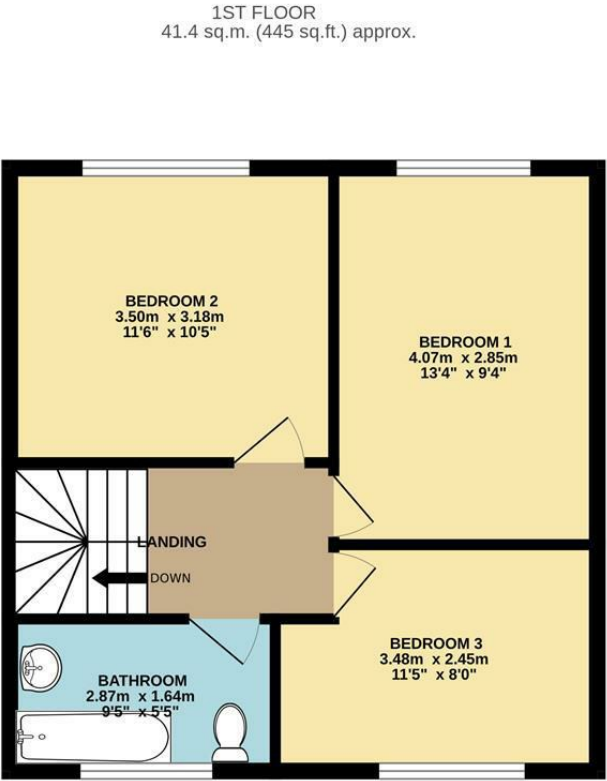 1ST FLOOR
41.4 sq.m. (445 sq.ft.) approx.
BEDROOM 2
3.50m x 3.18m
11'6" x 10'5"
BEDROOM 1
4.07m x 2.85m
13'4" x 9'4"
LANDING
DOWN
BEDROOM 3
3.48m x 2.45m
11'5" x 8'0"
BATHROOM
2.87m x 1.64m
9'5" x 5'5"